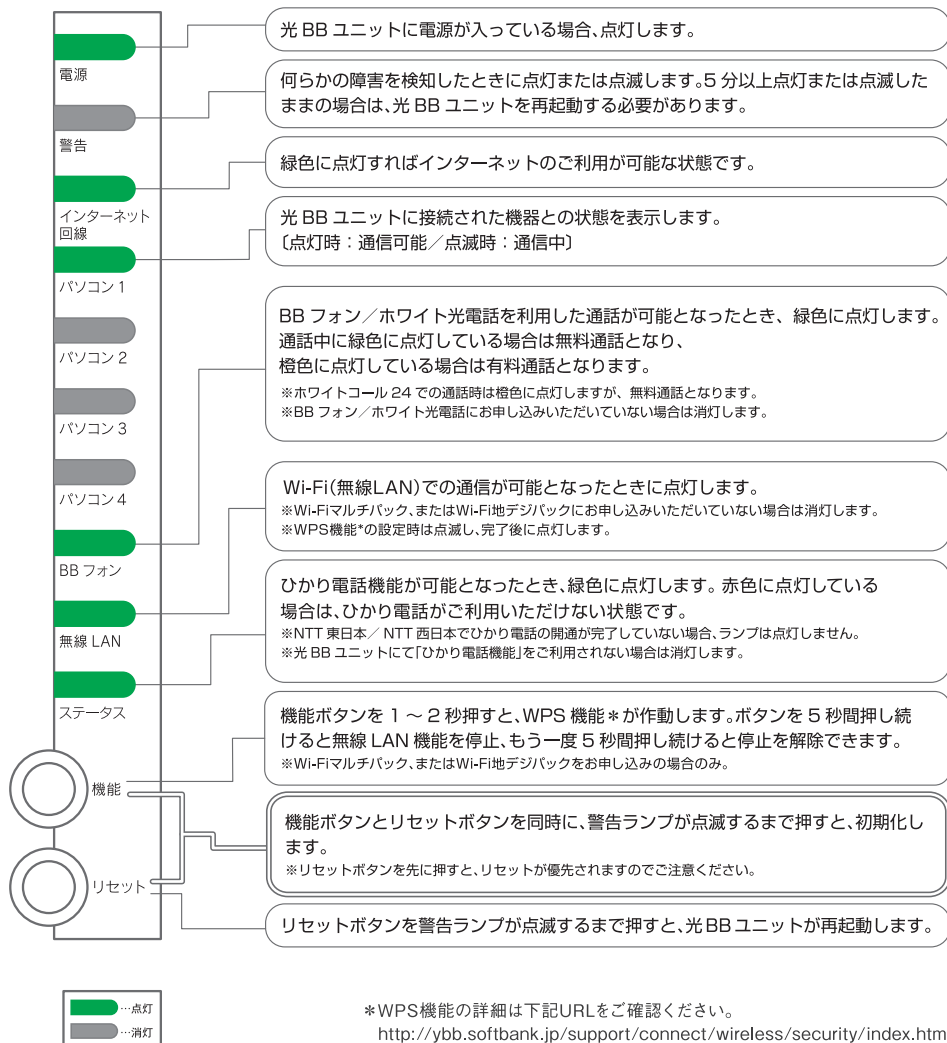 光 BB ユニットに電源が入っている場合、点灯します。
電源
何らかの障害を検知したときに点灯または点滅します。5 分以上点灯または点滅した
ままの場合は、光 BB ユニットを再起動する必要があります。
警告
緑色に点灯すればインターネットのご利用が可能な状態です。
インターネット
回線
光 BB ユニットに接続された機器との状態を表示します。
〔点灯時：通信可能／点滅時：通信中〕
パソコン 1
パソコン 2
パソコン 3
パソコン 4
BB フォン／ホワイト光電話を利用した通話が可能となったとき、緑色に点灯します。
通話中に緑色に点灯している場合は無料通話となり、
橙色に点灯している場合は有料通話となります。
※ホワイトコール 24 での通話時は橙色に点灯しますが、無料通話となります。
※BB フォン／ホワイト光電話にお申し込みいただいていない場合は消灯します。
BB フォン
Wi-Fi(無線LAN)での通信が可能となったときに点灯します。
※Wi-Fiマルチパック、またはWi-Fi地デジパックにお申し込みいただいていない場合は消灯します。
※WPS機能*の設定時は点滅し、完了後に点灯します。
無線 LAN
ひかり電話機能が可能となったとき、緑色に点灯します。赤色に点灯している
場合は、ひかり電話がご利用いただけない状態です。
※NTT 東日本／ NTT 西日本でひかり電話の開通が完了していない場合、ランプは点灯しません。
※光 BB ユニットにて「ひかり電話機能」をご利用されない場合は消灯します。
ステータス
機能ボタンを 1 ～ 2 秒押すと、WPS 機能＊が作動します。ボタンを 5 秒間押し続
けると無線 LAN 機能を停止、もう一度 5 秒間押し続けると停止を解除できます。
※Wi-Fiマルチパック、またはWi-Fi地デジパックをお申し込みの場合のみ。
機能
機能ボタンとリセットボタンを同時に、警告ランプが点滅するまで押すと、初期化し
ます。
※リセットボタンを先に押すと、リセットが優先されますのでご注意ください。
リセット
リセットボタンを警告ランプが点滅するまで押すと、光BBユニットが再起動します。
…点灯
…消灯
＊WPS機能の詳細は下記URLをご確認ください。
http://ybb.softbank.jp/support/connect/wireless/security/index.htm